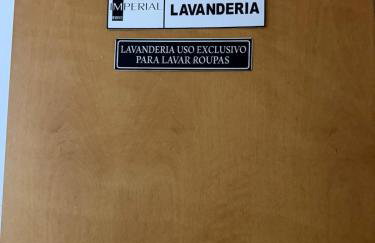 IMPERIAL
LAVANDERIA
LAVANDERIA USO EXCLUSIVO
PARA LAVAR ROUPAS